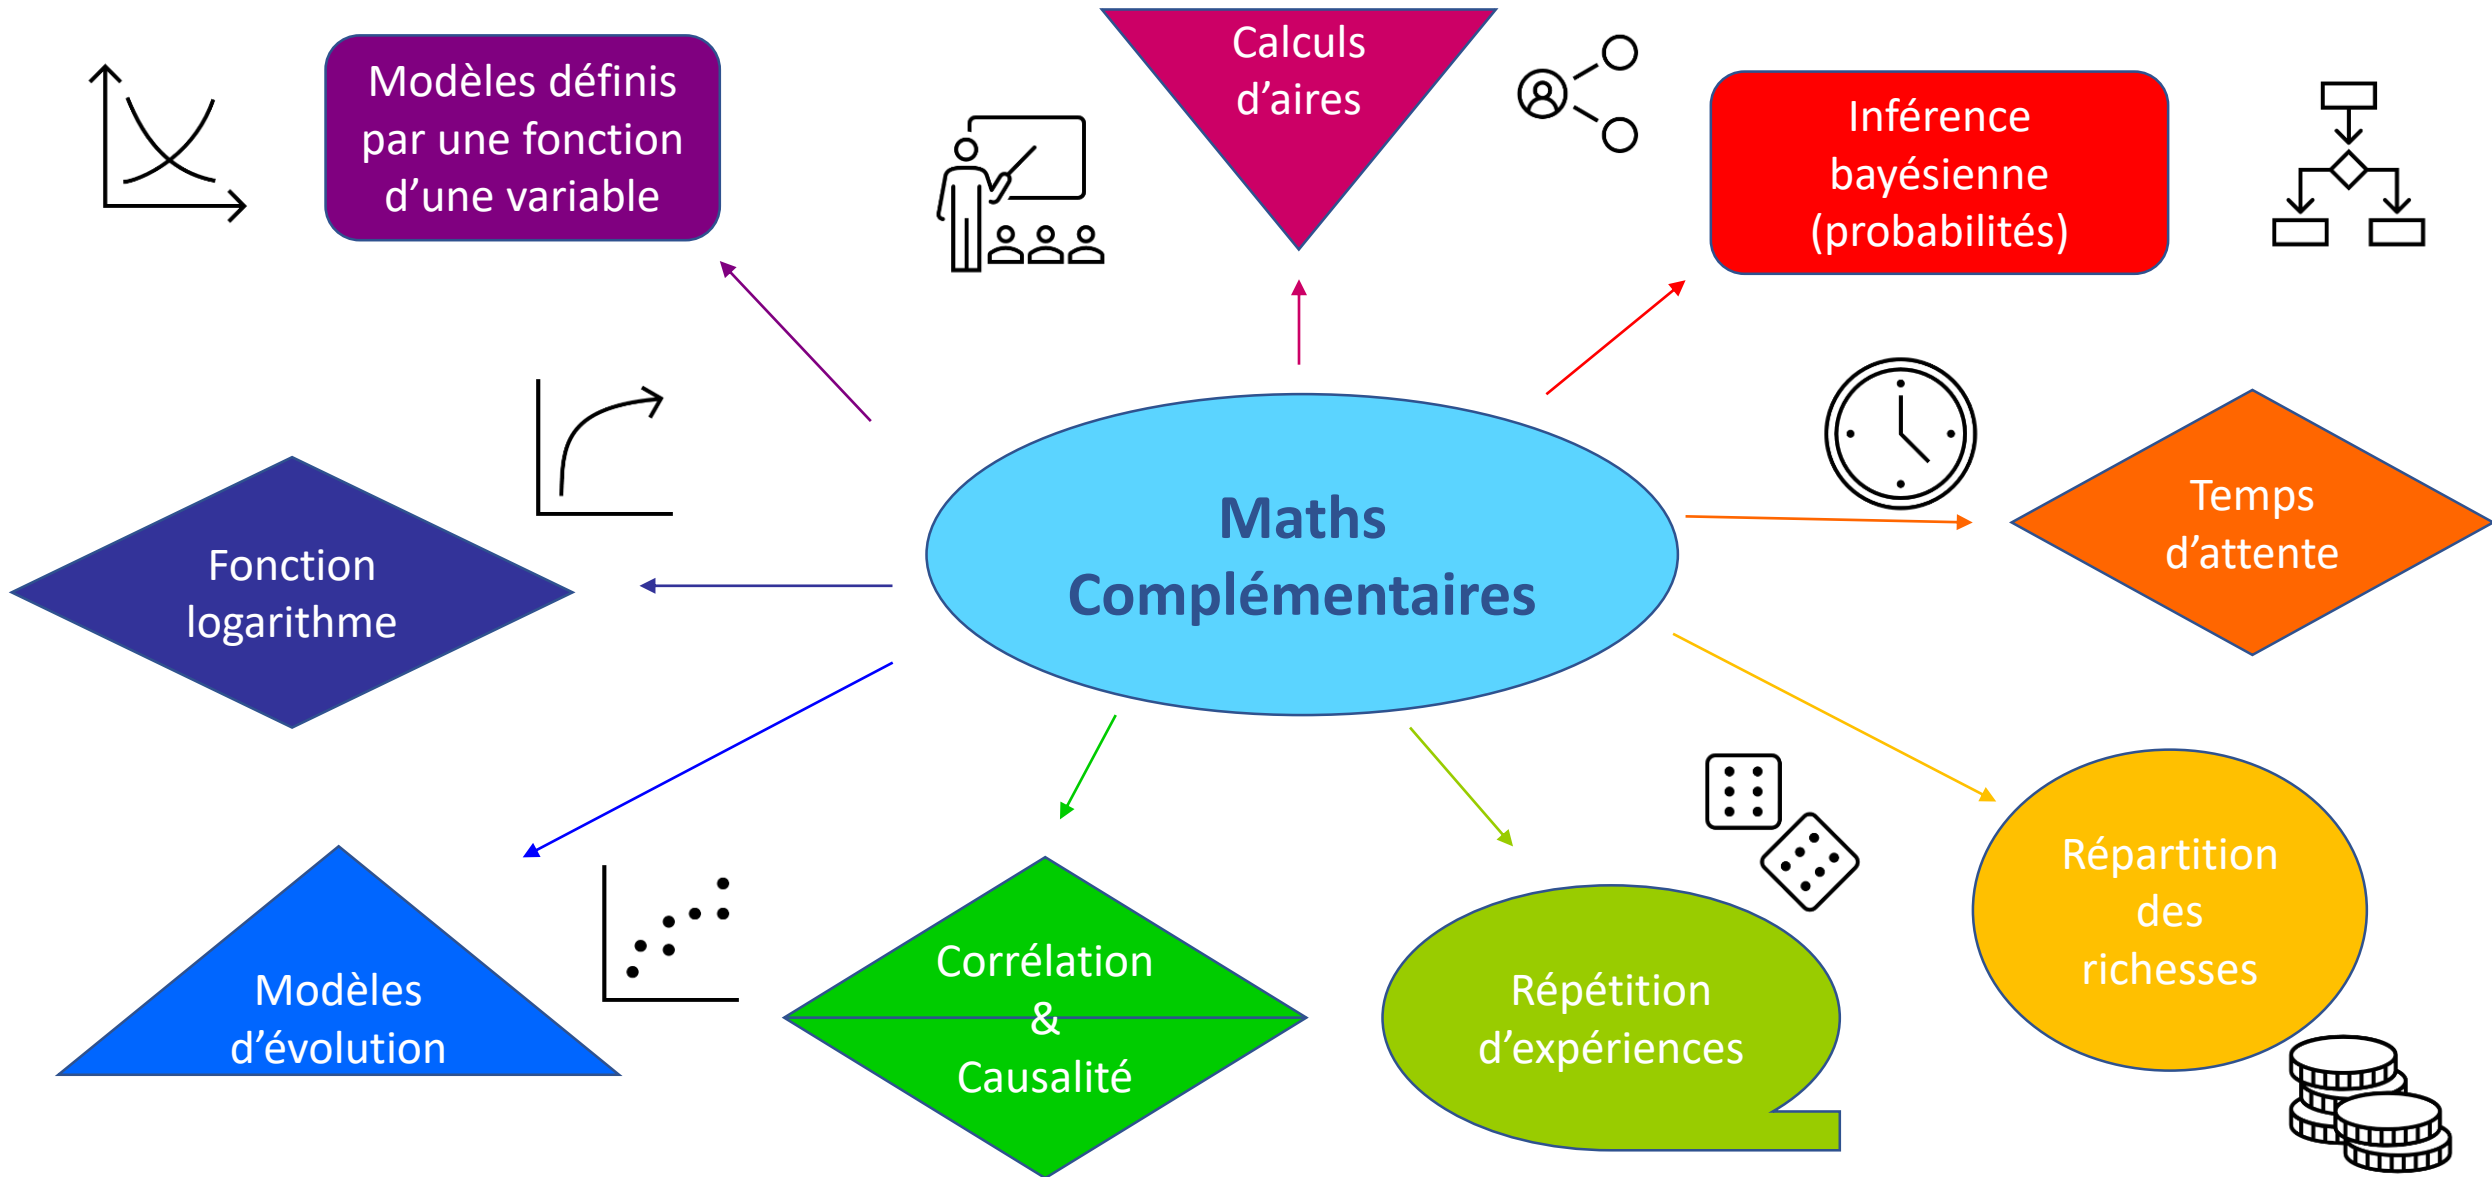 Modèles définis
par une fonction
d’une variable
Calculs
d’aires
Inférence
bayésienne
(probabilités)
Fonction
logarithme
Maths
Complémentaires
Temps
d’attente
Modèles
d’évolution
Corrélation
&
Causalité
Répétition
d’expériences
Répartition
des
richesses